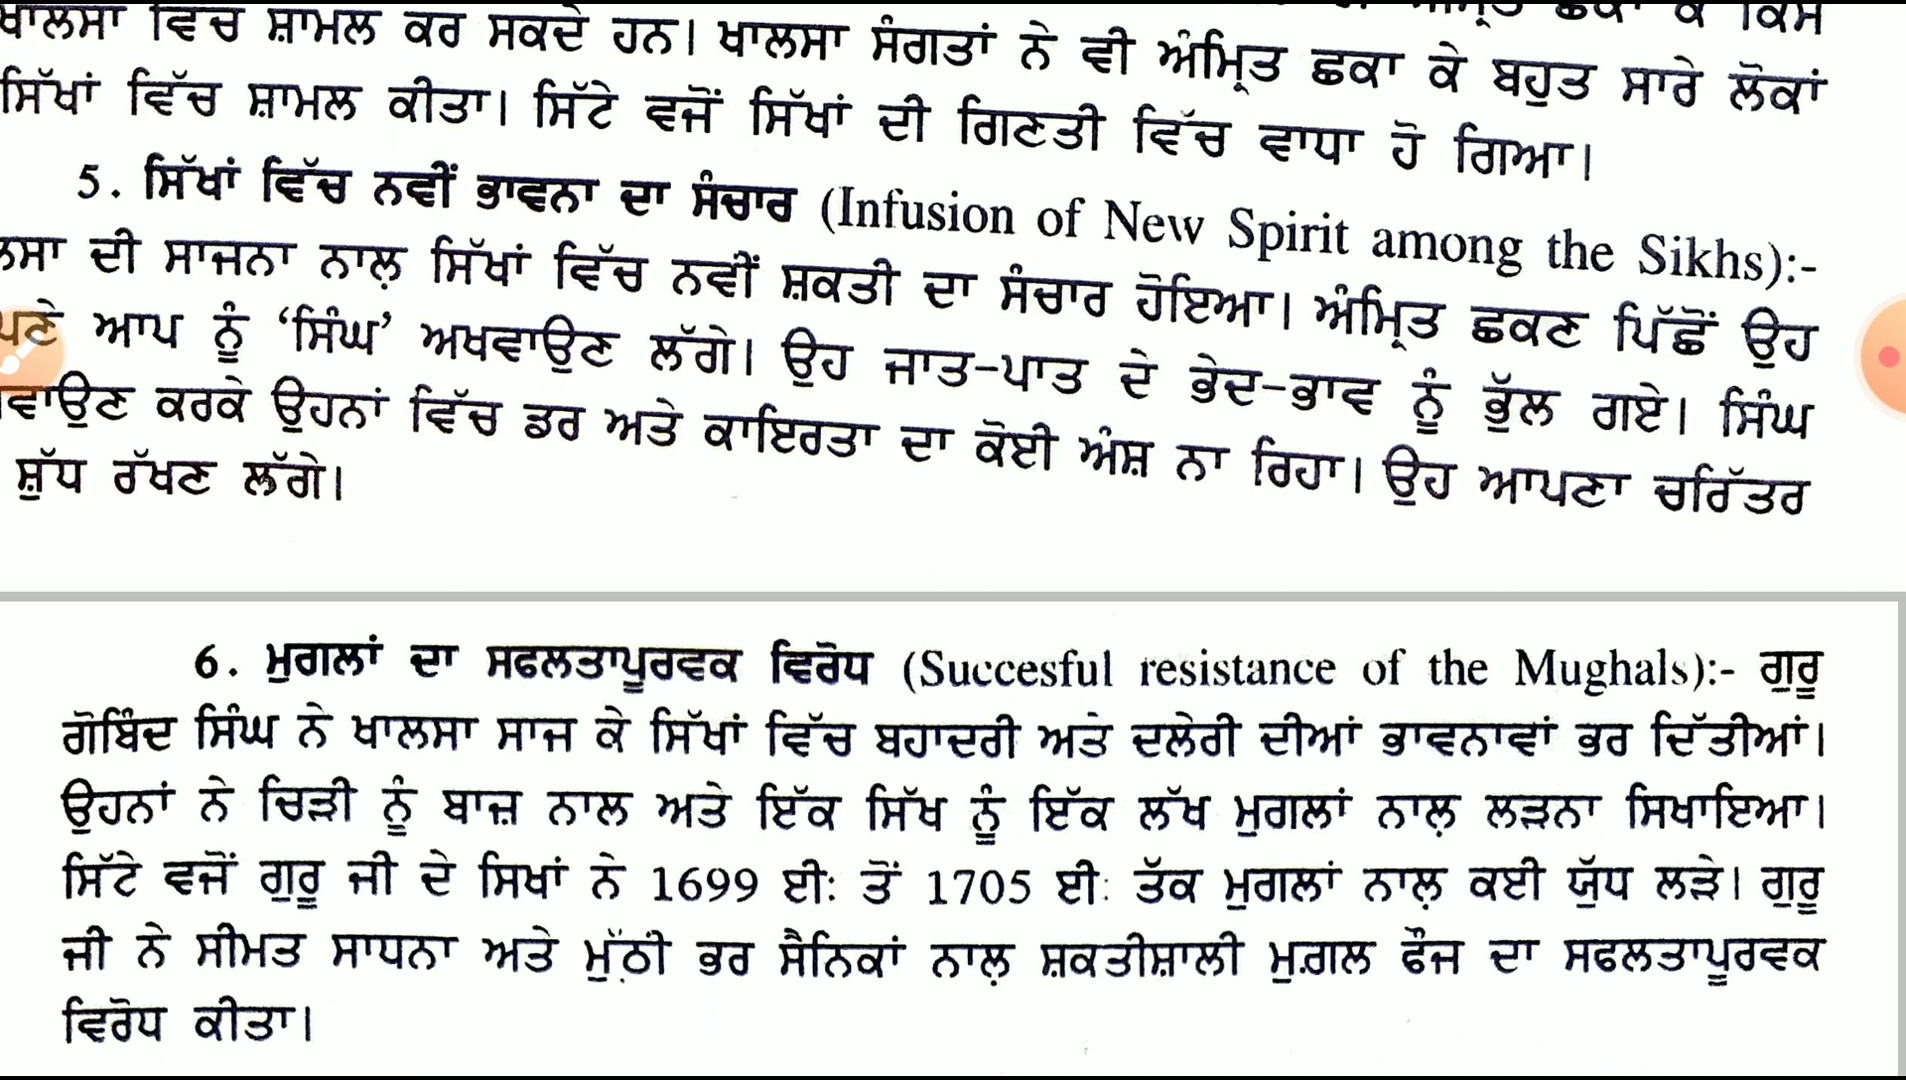 ਅੰਮ੍ਰਿਤ ਛਕਾ ਕੇ ਕਿਸੇ
ਖਾਲਸਾ ਵਿਚ ਸ਼ਾਮਲ ਕਰ ਸਕਦੇ ਹਨ। ਖਾਲਸਾ ਸੰਗਤਾਂ ਨੇ ਵੀ ਅੰਮ੍ਰਿਤ ਛਕਾ ਕੇ ਬਹੁਤ ਸਾਰੇ ਲੋਕਾਂ
ਸਿੱਖਾਂ ਵਿੱਚ ਸ਼ਾਮਲ ਕੀਤਾ। ਸਿੱਟੇ ਵਜੋਂ ਸਿੱਖਾਂ ਦੀ ਗਿਣਤੀ ਵਿੱਚ ਵਾਧਾ ਹੋ ਗਿਆ।
5. ਸਿੱਖਾਂ ਵਿੱਚ ਨਵੀਂ ਭਾਵਨਾ ਦਾ ਸੰਚਾਰ (Infusion of New Spirit among the Sikhs):-
ਲਸਾ ਦੀ ਸਾਜਨਾ ਨਾਲ਼ ਸਿੱਖਾਂ ਵਿੱਚ ਨਵੀਂ ਸ਼ਕਤੀ ਦਾ ਸੰਚਾਰ ਹੋਇਆ। ਅੰਮ੍ਰਿਤ ਛਕਣ ਪਿੱਛੋਂ ਉਹ
ਪਣੇ ਆਪ ਨੂੰ ‘ਸਿੰਘ’ ਅਖਵਾਉਣ ਲੱਗੇ। ਉਹ ਜਾਤ-ਪਾਤ ਦੇ ਭੇਦ-ਭਾਵ ਨੂੰ ਭੁੱਲ ਗਏ। ਸਿੰਘ
ਵਾਉਣ ਕਰਕੇ ਉਹਨਾਂ ਵਿੱਚ ਡਰ ਅਤੇ ਕਾਇਰਤਾ ਦਾ ਕੋਈ ਅੰਸ਼ ਨਾ ਰਿਹਾ। ਉਹ ਆਪਣਾ ਚਰਿੱਤਰ
ਸ਼ੁੱਧ ਰੱਖਣ ਲੱਗੇ।
6. ਮੁਗਲਾਂ ਦਾ ਸਫਲਤਾਪੂਰਵਕ ਵਿਰੋਧ (Succesful resistance of the Mughals):- ਗੁਰੂ
ਗੋਬਿੰਦ ਸਿੰਘ ਨੇ ਖਾਲਸਾ ਸਾਜ ਕੇ ਸਿੱਖਾਂ ਵਿੱਚ ਬਹਾਦਰੀ ਅਤੇ ਦਲੇਰੀ ਦੀਆਂ ਭਾਵਨਾਵਾਂ ਭਰ ਦਿੱਤੀਆਂ।
ਉਹਨਾਂ ਨੇ ਚਿੜੀ ਨੂੰ ਬਾਜ਼ ਨਾਲ ਅਤੇ ਇੱਕ ਸਿੱਖ ਨੂੰ ਇੱਕ ਲੱਖ ਮੁਗਲਾਂ ਨਾਲ਼ ਲੜਨਾ ਸਿਖਾਇਆ।
ਸਿੱਟੇ ਵਜੋਂ ਗੁਰੂ ਜੀ ਦੇ ਸਿਖਾਂ ਨੇ 1699 ਈ: ਤੋਂ 1705 ਈ: ਤੱਕ ਮੁਗਲਾਂ ਨਾਲ਼ ਕਈ ਯੁੱਧ ਲੜੇ। ਗੁਰੂ
ਜੀ ਨੇ ਸੀਮਤ ਸਾਧਨਾ ਅਤੇ ਮੁੱਠੀ ਭਰ ਸੈਨਿਕਾਂ ਨਾਲ਼ ਸ਼ਕਤੀਸ਼ਾਲੀ ਮੁਗ਼ਲ ਫੌਜ ਦਾ ਸਫਲਤਾਪੂਰਵਕ
ਵਿਰੋਧ ਕੀਤਾ।